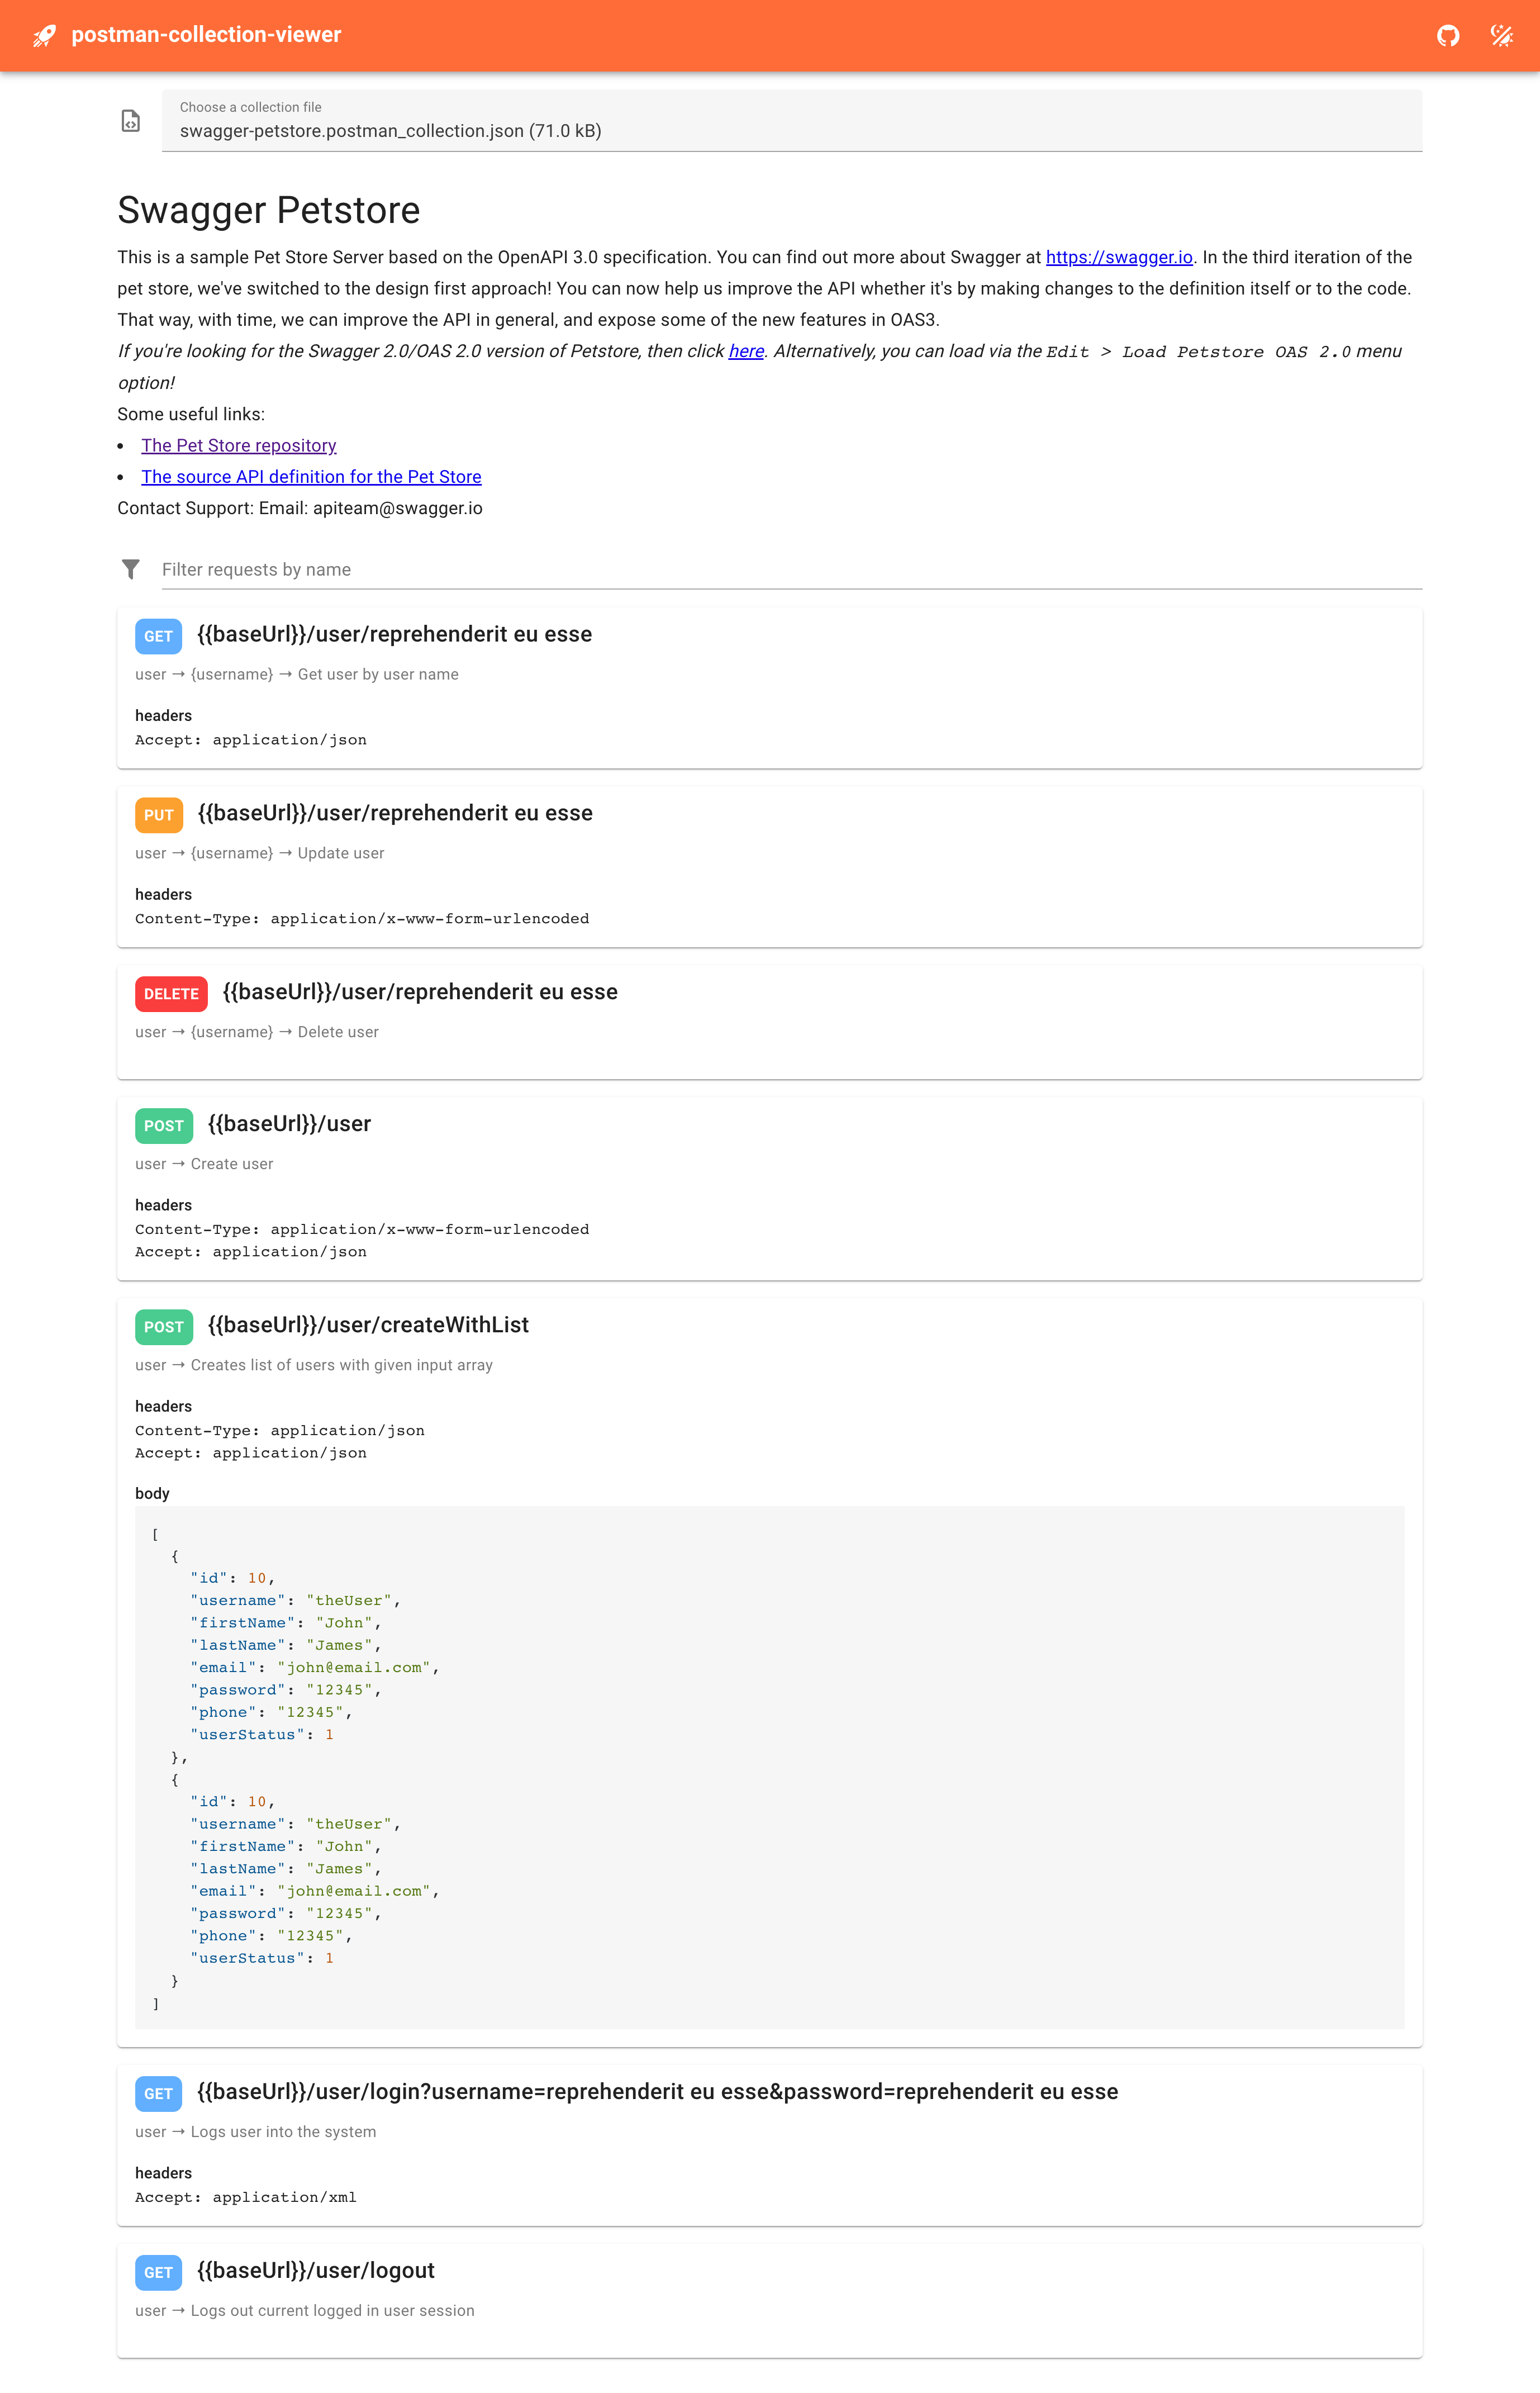 postman-collection-viewer
Choose a collection file
swagger-petstore.postman_collection.json (71.0 kB)
Swagger Petstore
This is a sample Pet Store Server based on the OpenAPI 3.0 specification. You can find out more about Swagger at https://swagger.io. In the third iteration of the
pet store, we've switched to the design first approach! You can now help us improve the API whether it's by making changes to the definition itself or to the code.
That way, with time, we can improve the API in general, and expose some of the new features in OAS3.
If you're looking for the Swagger 2.0/OAS 2.0 version of Petstore, then click here. Alternatively, you can load via the Edit > Load Petstore OAS 2.0 menu
option!
Some useful links:
• The Pet Store repository
• The source API definition for the Pet Store
Contact Support: Email: apiteam@swagger.io
Filter requests by name
GET {{baseUrl}}/user/reprehenderit eu esse
user → {username} → Get user by user name
headers
Accept: application/json
PUT {{baseUrl}}/user/reprehenderit eu esse
user → {username} → Update user
headers
Content-Type: application/x-www-form-urlencoded
DELETE {{baseUrl}}/user/reprehenderit eu esse
user → {username} → Delete user
POST {{baseUrl}}/user
user → Create user
headers
Content-Type: application/x-www-form-urlencoded
Accept: application/json
POST {{baseUrl}}/user/createWithList
user → Creates list of users with given input array
headers
Content-Type: application/json
Accept: application/json
body
[
  {
    "id": 10,
    "username": "theUser",
    "firstName": "John",
    "lastName": "James",
    "email": "john@email.com",
    "password": "12345",
    "phone": "12345",
    "userStatus": 1
  },
  {
    "id": 10,
    "username": "theUser",
    "firstName": "John",
    "lastName": "James",
    "email": "john@email.com",
    "password": "12345",
    "phone": "12345",
    "userStatus": 1
  }
]
GET {{baseUrl}}/user/login?username=reprehenderit eu esse&password=reprehenderit eu esse
user → Logs user into the system
headers
Accept: application/xml
GET {{baseUrl}}/user/logout
user → Logs out current logged in user session